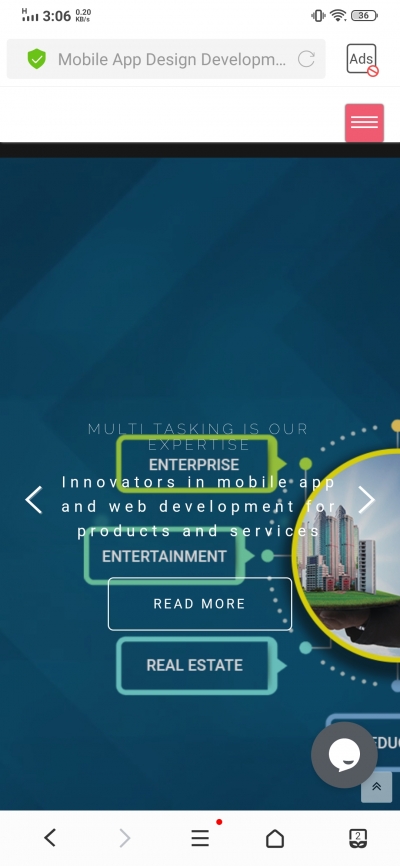 H
3:06
0.20
KB/s
36
Mobile App Design Developm...
Ads
MULTI TASKING IS OUR
EXPERTISE
ENTERPRISE
Innovators in mobile app
and web development for
products and services
ENTERTAINMENT
READ MORE
REAL ESTATE
EDUC
2